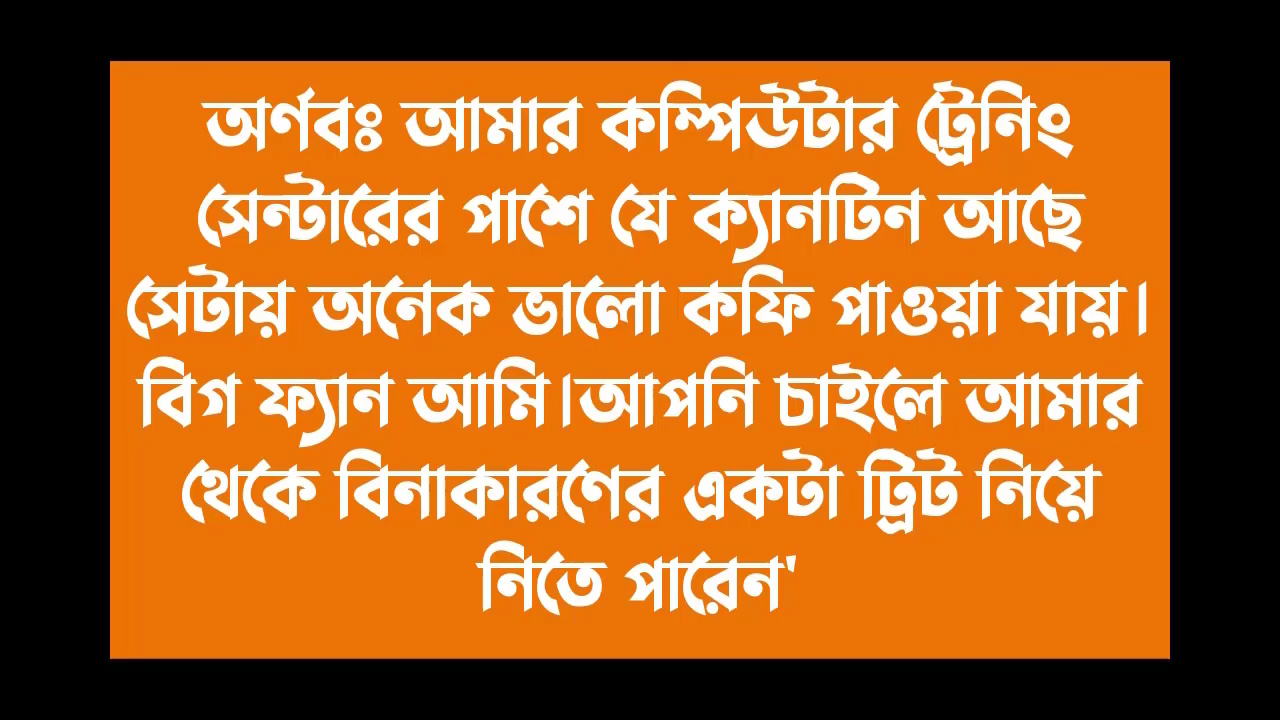 অর্ণবঃ আমার কম্পিউটার ট্রেনিং
সেন্টারের পাশে যে ক্যানটিন আছে
সেটায় অনেক ভালো কফি পাওয়া যায়।
বিগ ফ্যান আমি।আপনি চাইলে আমার
থেকে বিনাকারণের একটা ট্রিট নিয়ে
নিতে পারেন'